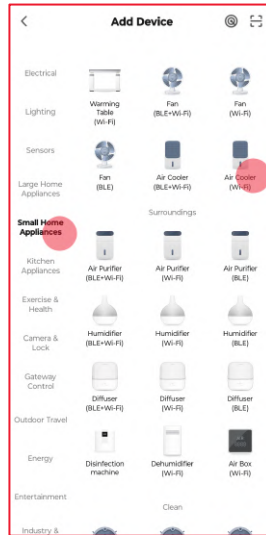 Add Device
Electrical
Lighting
Sensors
Large Home
Appliances
Small Home
Appliances
Kitchen
Appliances
Exercise &
Health
Camera &
Lock
Gateway
Control
Outdoor Travel
Energy
Entertainment
Industry &
Warming
Table
(Wi-Fi)
Fan
(BLE+Wi-Fi)
Fan
(Wi-Fi)
Fan
(BLE)
Air Cooler
(BLE+Wi-Fi)
Air Cooler
(Wi-Fi)
Surroundings
Air Purifier
(BLE+Wi-Fi)
Air Purifier
(Wi-Fi)
Air Purifier
(BLE)
Humidifier
(BLE+Wi-Fi)
Humidifier
(Wi-Fi)
Humidifier
(BLE)
Diffuser
(BLE+Wi-Fi)
Diffuser
(Wi-Fi)
Diffuser
(BLE)
Disinfection
machine
Dehumidifier
(Wi-Fi)
Air Box
(Wi-Fi)
Clean